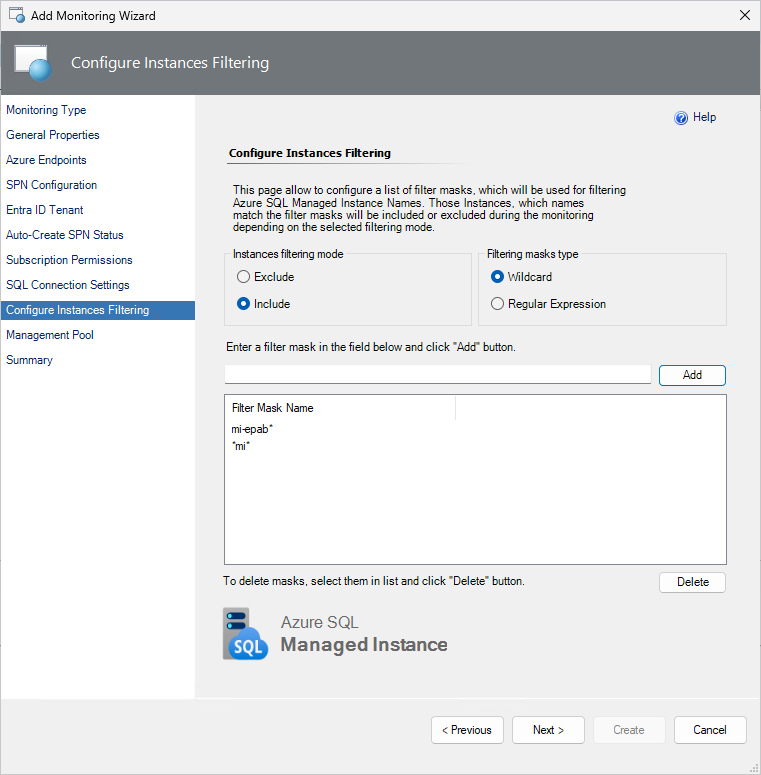 Add Monitoring Wizard
Configure Instances Filtering
Monitoring Type
General Properties
Azure Endpoints
SPN Configuration
Entra ID Tenant
Auto-Create SPN Status
Subscription Permissions
SQL Connection Settings
Configure Instances Filtering
Management Pool
Summary
Help
Configure Instances Filtering
This page allow to configure a list of filter masks, which will be used for filtering
Azure SQL Managed Instance Names. Those Instances, which names
match the filter masks will be included or excluded during the monitoring
depending on the selected filtering mode.
Instances filtering mode
Exclude
Include
Filtering masks type
Wildcard
Regular Expression
Enter a filter mask in the field below and click "Add" button.
Add
Filter Mask Name
mi-epab*
*mi*
To delete masks, select them in list and click "Delete" button.
Delete
SQL
Azure SQL
Managed Instance
< Previous
Next >
Create
Cancel